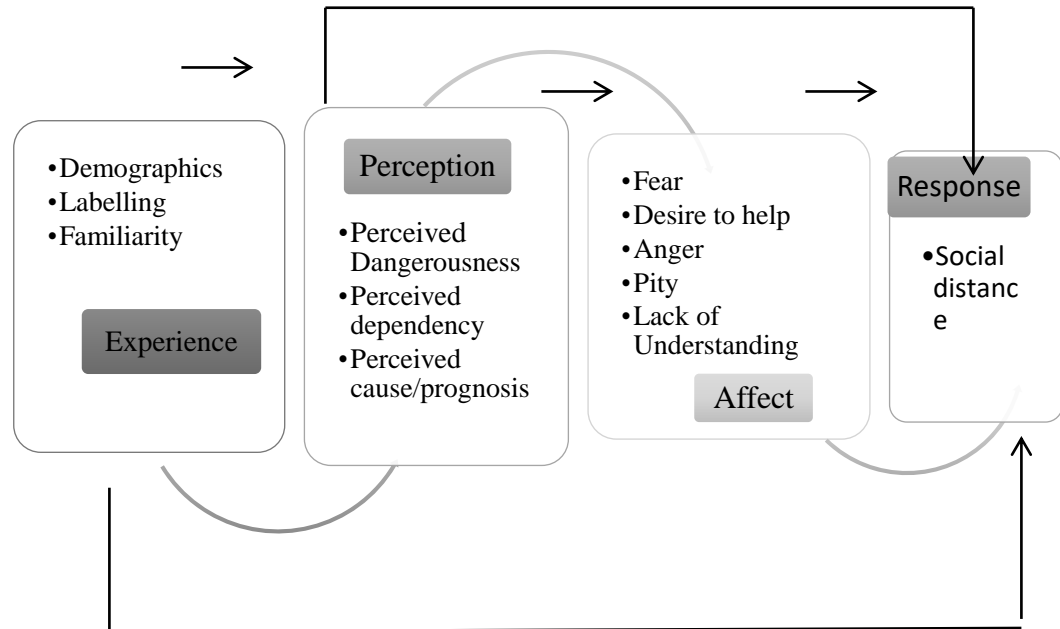 •Demographics
•Labelling
•Familiarity
Experience
Perception
•Perceived
Dangerousness
•Perceived
dependency
•Perceived
cause/prognosis
•Fear
•Desire to help
•Anger
•Pity
•Lack of
Understanding
Affect
Response
•Social
distanc
e